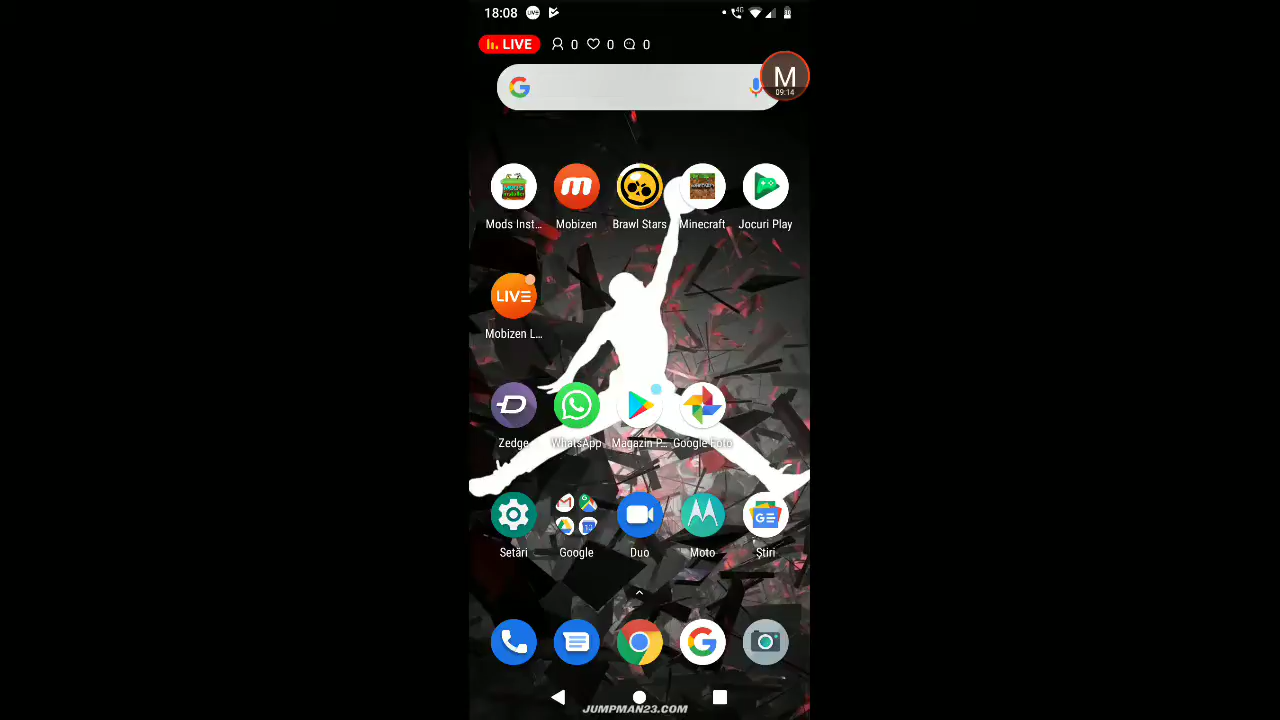 18:08
4G
LIVE 0 0 0
M
09:14
Mods Inst... Mobizen Brawl Stars Minecraft Jocuri Play
LIVE
Mobizen L...
Zedge WhatsApp Magazin P... Google Foto
Setări Google Duo Moto Știri
JUMPMAN23.COM